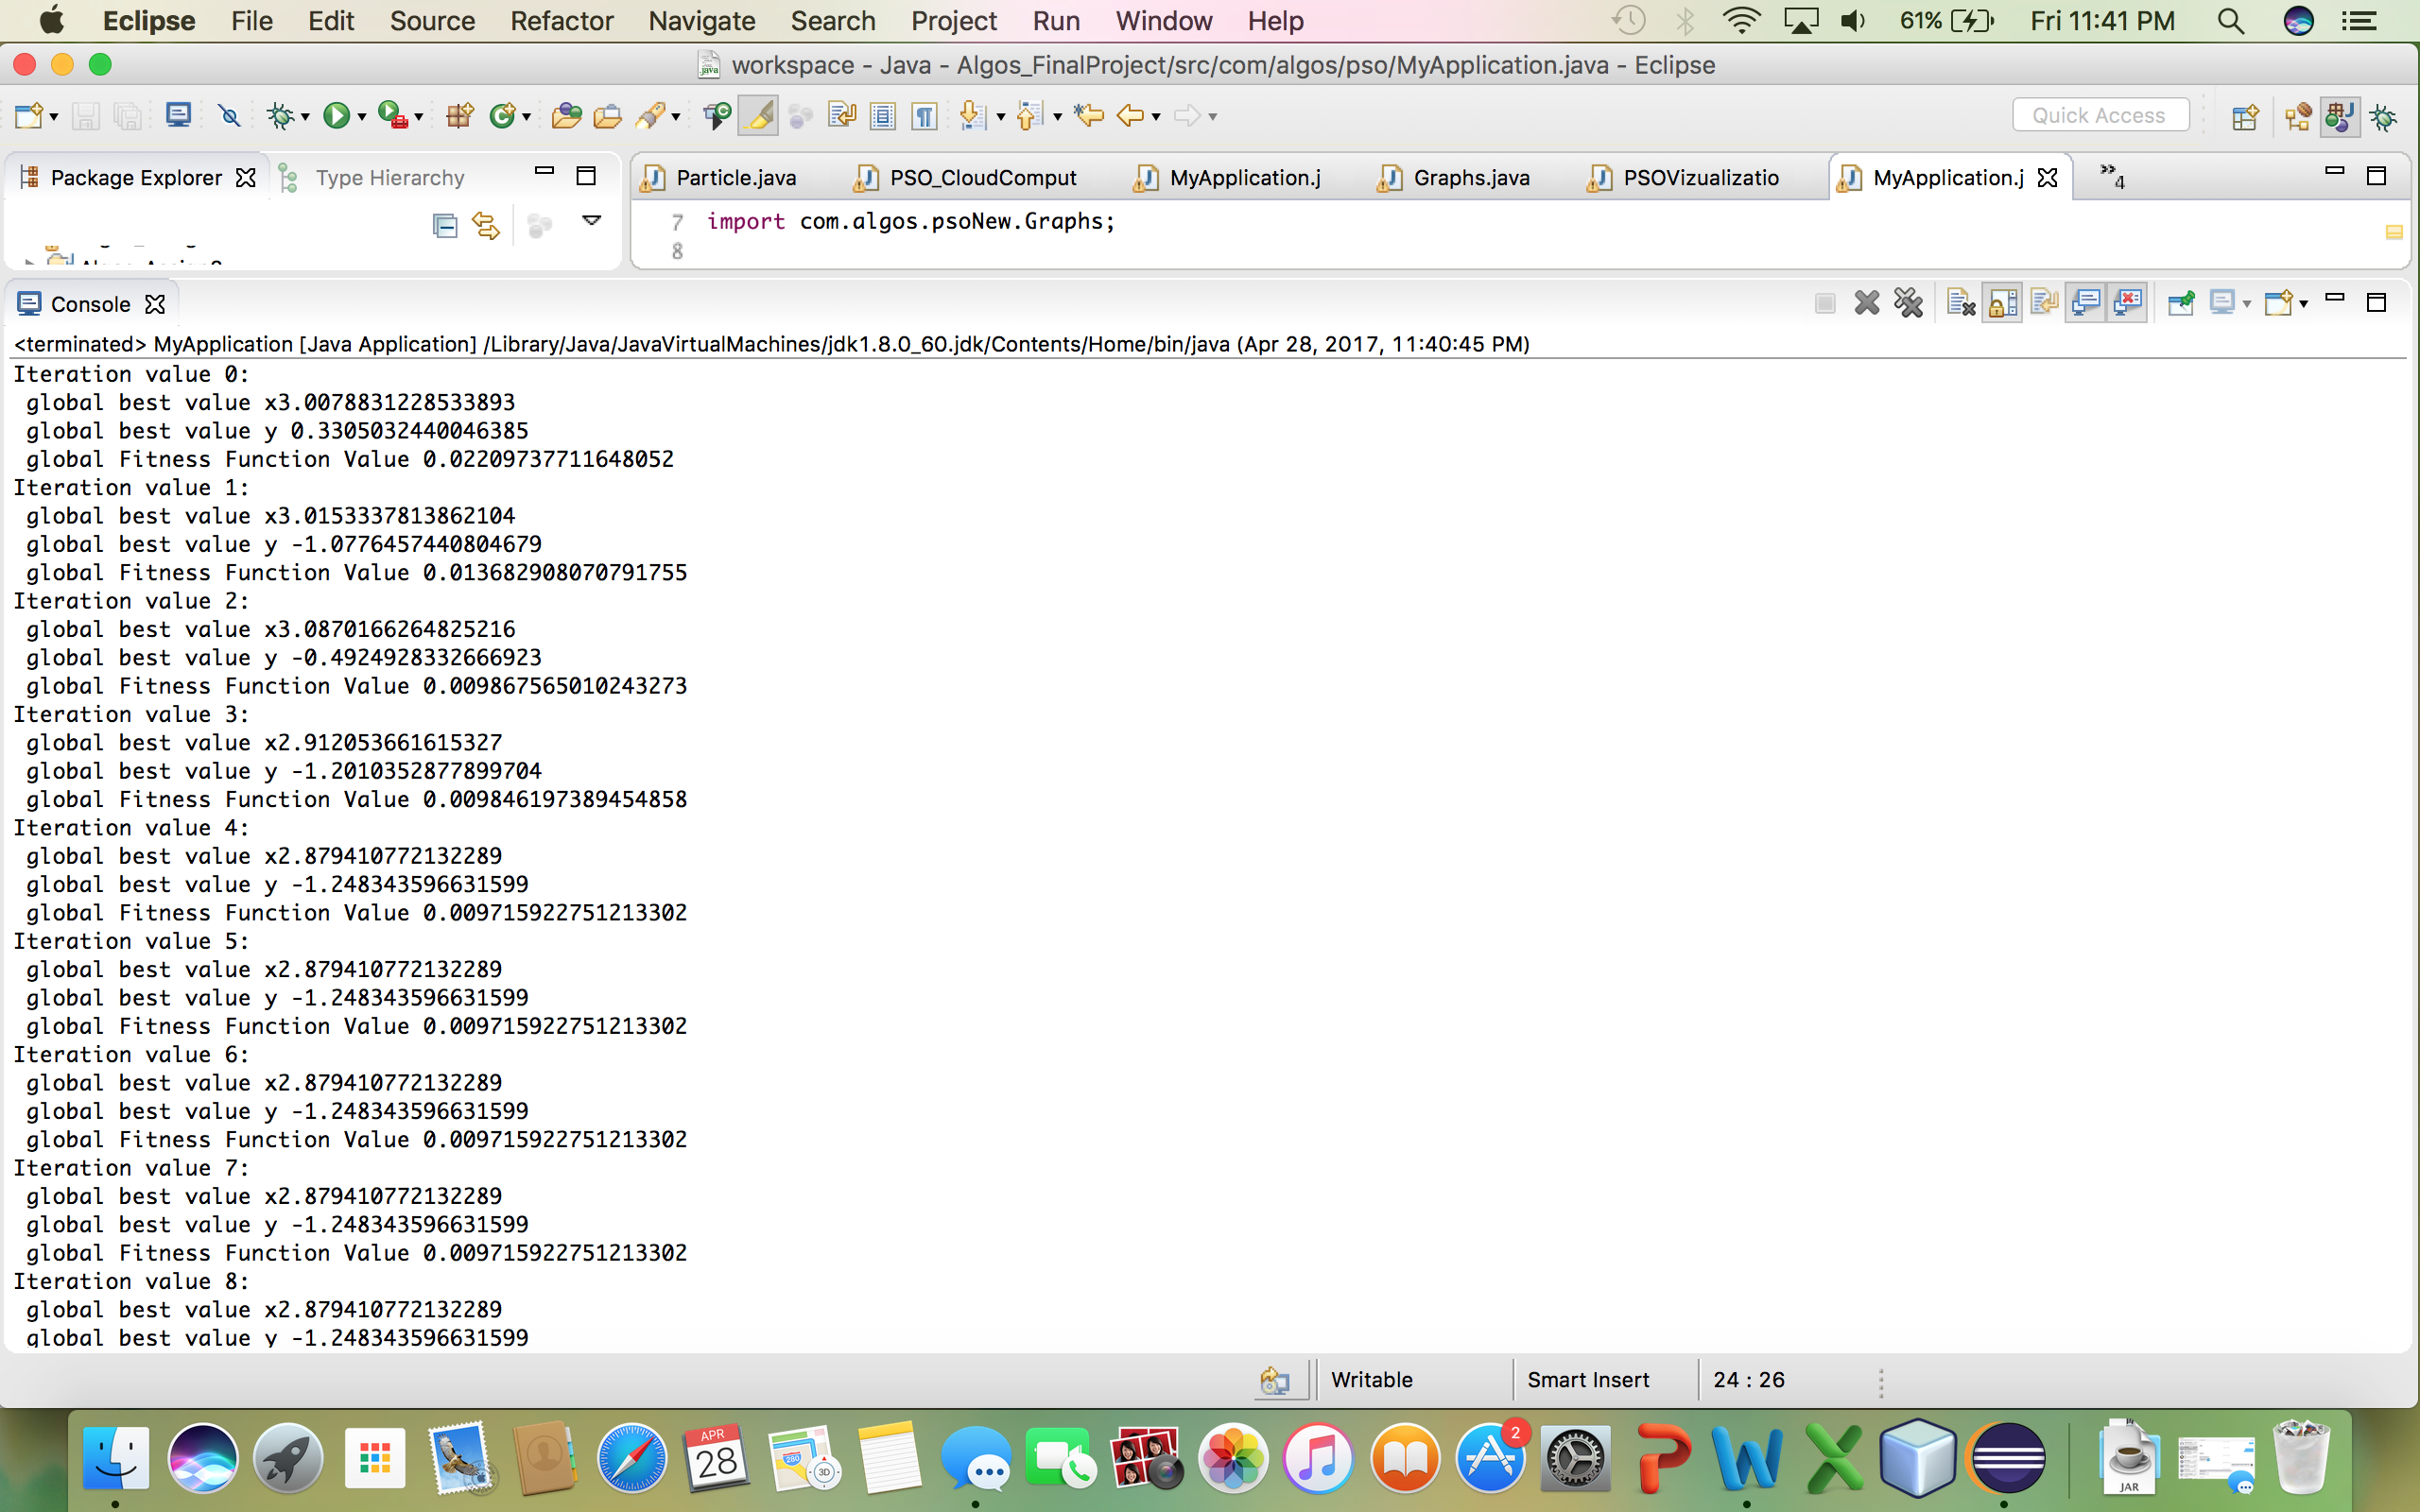 Eclipse File Edit Source Refactor Navigate Search Project Run Window Help 61% Fri 11:41 PM
workspace - Java - Algos_FinalProject/src/com/algos/pso/MyApplication.java - Eclipse
Quick Access
Package Explorer Type Hierarchy
Particle.java PSO_CloudComput MyApplication.j Graphs.java PSOVizualizatio MyApplication.j »4
7 import com.algos.psoNew.Graphs;
8
Console
<terminated> MyApplication [Java Application] /Library/Java/JavaVirtualMachines/jdk1.8.0_60.jdk/Contents/Home/bin/java (Apr 28, 2017, 11:40:45 PM)
Iteration value 0:
global best value x3.0078831228533893
global best value y 0.3305032440046385
global Fitness Function Value 0.02209737711648052
Iteration value 1:
global best value x3.0153337813862104
global best value y -1.0776457440804679
global Fitness Function Value 0.013682908070791755
Iteration value 2:
global best value x3.0870166264825216
global best value y -0.4924928332666923
global Fitness Function Value 0.009867565010243273
Iteration value 3:
global best value x2.912053661615327
global best value y -1.2010352877899704
global Fitness Function Value 0.009846197389454858
Iteration value 4:
global best value x2.879410772132289
global best value y -1.248343596631599
global Fitness Function Value 0.009715922751213302
Iteration value 5:
global best value x2.879410772132289
global best value y -1.248343596631599
global Fitness Function Value 0.009715922751213302
Iteration value 6:
global best value x2.879410772132289
global best value y -1.248343596631599
global Fitness Function Value 0.009715922751213302
Iteration value 7:
global best value x2.879410772132289
global best value y -1.248343596631599
global Fitness Function Value 0.009715922751213302
Iteration value 8:
global best value x2.879410772132289
global best value y -1.248343596631599
Writable Smart Insert 24 : 26
APR
28
280
3D
2
JAR